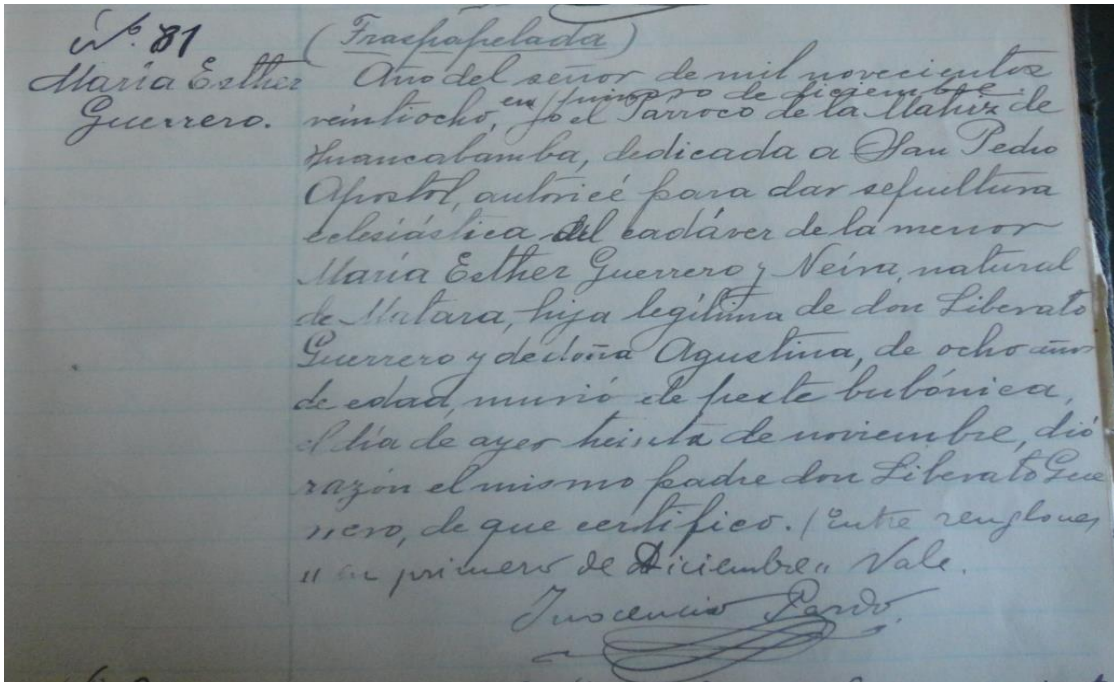 Nº. 81
María Esther
Guerrero.
(Traspapelada)
Año del señor de mil novecientos
en primero de diciembre
veintiocho, Yo el Párroco de la Matriz de
Huancabamba, dedicada a San Pedro
Apostol, autoricé para dar sepultura
eclesiástica al cadáver de la menor
María Esther Guerrero y Neira, natural
de Matara, hija legítima de don Liberato
Guerrero y de doña Agustina, de ocho años
de edad, murió de peste bubónica,
el día de ayer treinta de noviembre, dió
razón el mismo padre don Liberato Gue
rrero, de que certifico. (Entre renglones
"en primero de Diciembre" Vale.
Inocencio Pardo